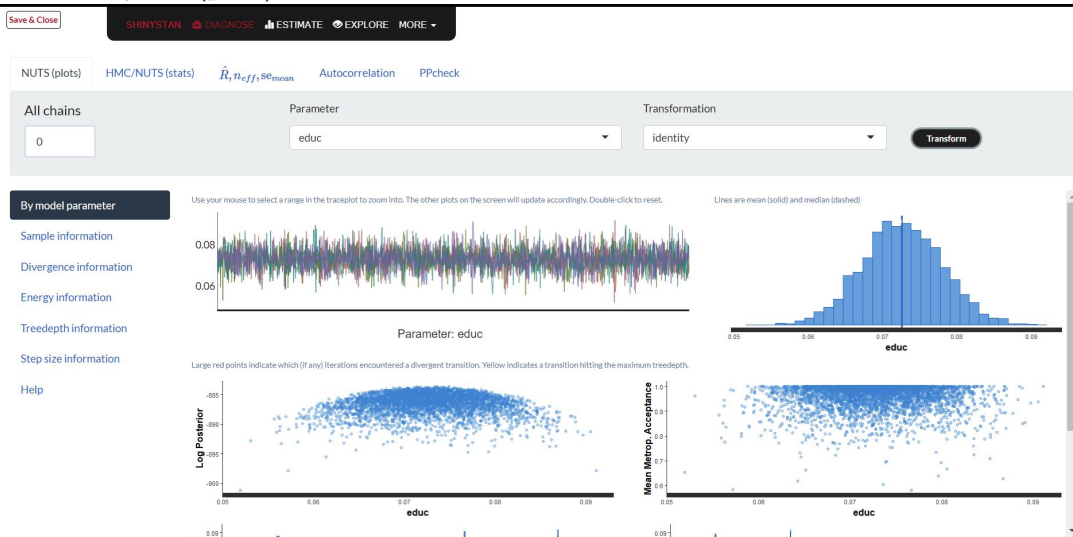 Save & Close
SHINYSTAN DIAGNOSE ESTIMATE EXPLORE MORE
NUTS (plots) HMC/NUTS (stats) R̂, n_eff, se_mean Autocorrelation PPcheck
All chains Parameter Transformation
0 educ identity Transform
By model parameter
Sample information
Divergence information
Energy information
Treedepth information
Step size information
Help
Use your mouse to select a range in the traceplot to zoom into. The other plots on the screen will update accordingly. Double-click to reset.
0.08
0.06
Parameter: educ
Lines are mean (solid) and median (dashed)
0.05 0.06 0.07 0.08 0.09
educ
Large red points indicate which (if any) iterations encountered a divergent transition. Yellow indicates a transition hitting the maximum treedepth.
Log Posterior
-885
-890
-895
-900
0.05 0.06 0.07 0.08 0.09
educ
Mean Metrop. Acceptance
1.0
0.9
0.8
0.7
0.6
0.05 0.06 0.07 0.08 0.09
educ
0.09
0.09